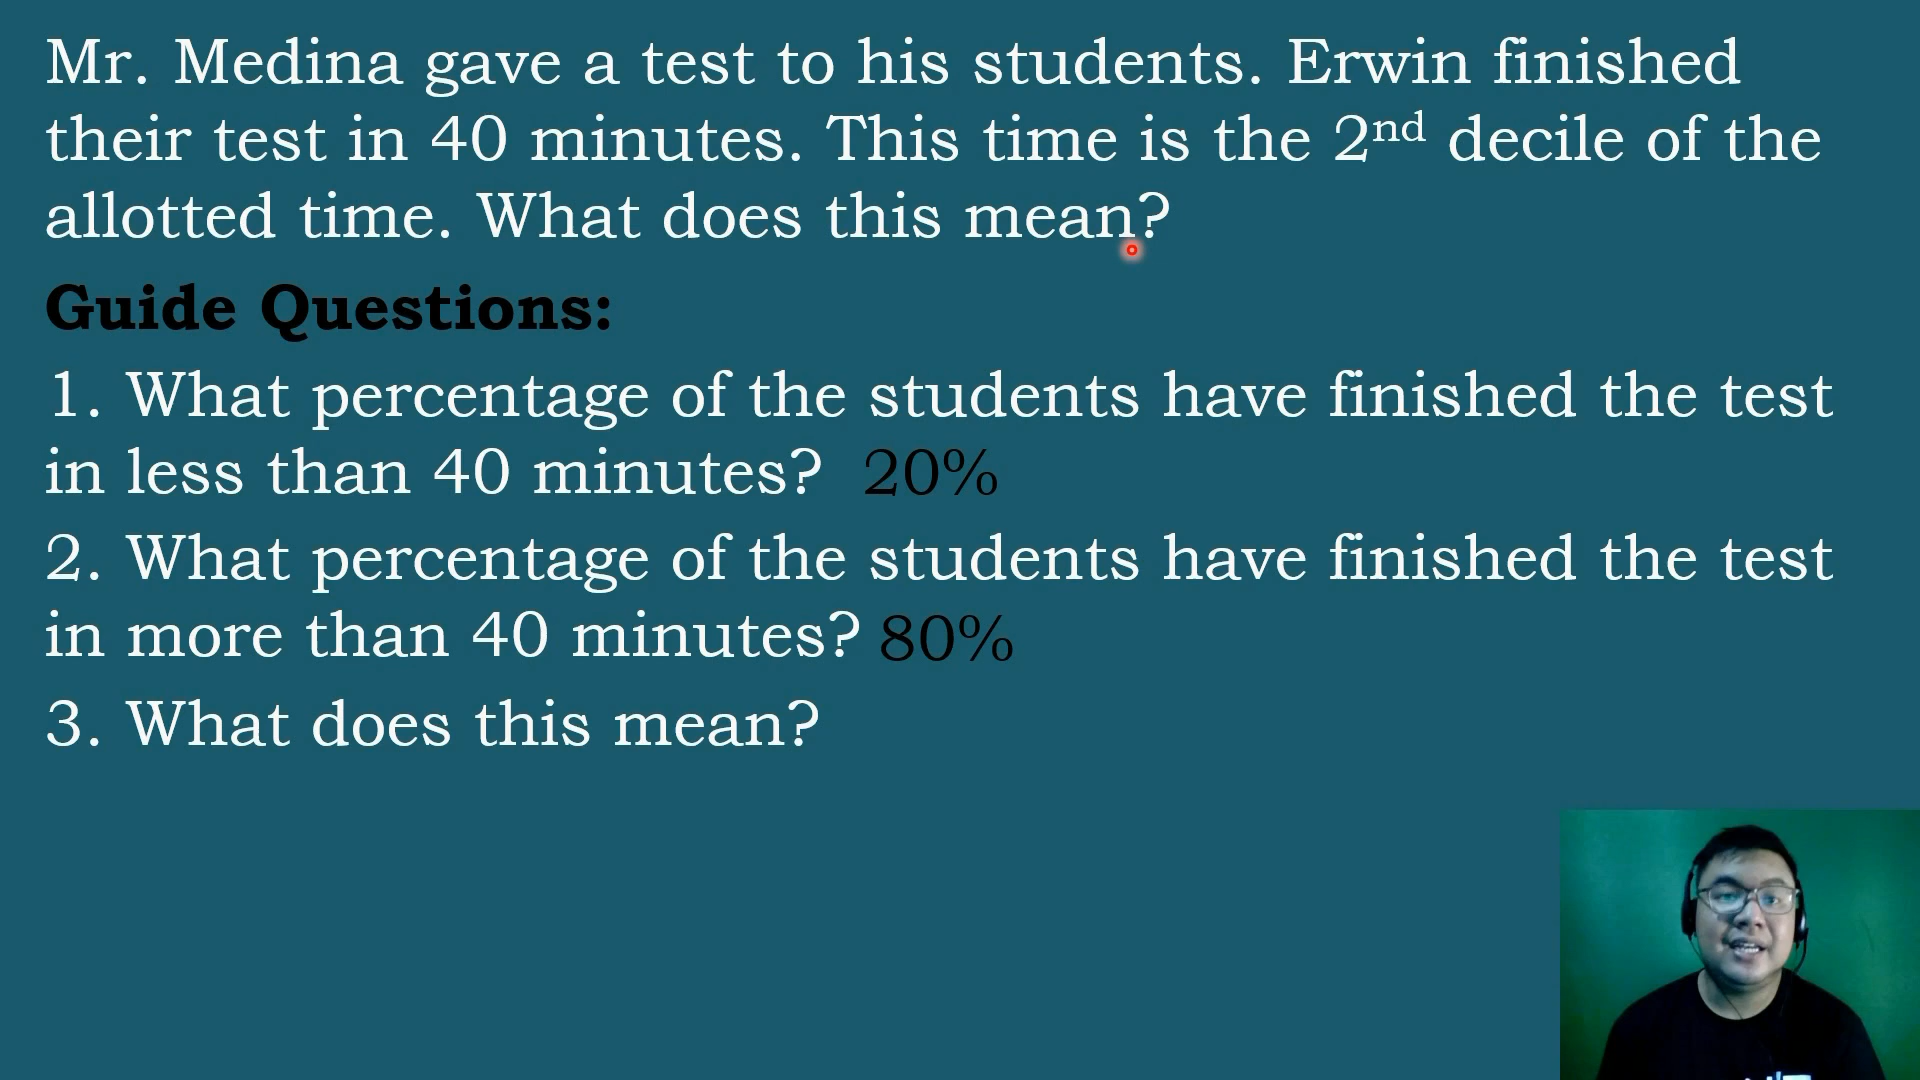 Mr. Medina gave a test to his students. Erwin finished
their test in 40 minutes. This time is the 2nd decile of the
allotted time. What does this mean?
Guide Questions:
1. What percentage of the students have finished the test
in less than 40 minutes? 20%
2. What percentage of the students have finished the test
in more than 40 minutes? 80%
3. What does this mean?